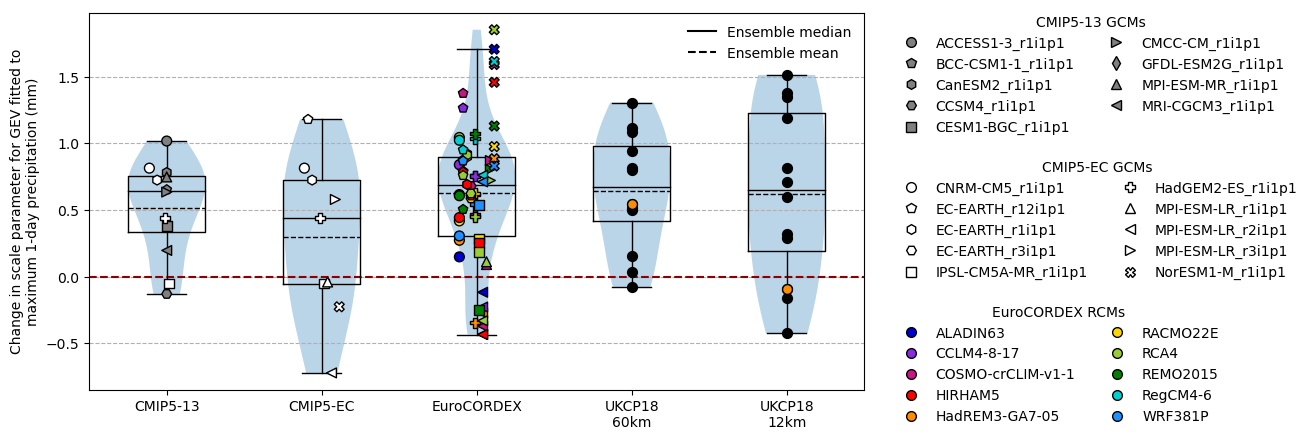 Change in scale parameter for GEV fitted to
maximum 1-day precipitation (mm)
1.5
1.0
0.5
0.0
−0.5
Ensemble median
Ensemble mean
CMIP5-13
CMIP5-EC
EuroCORDEX
UKCP18
60km
UKCP18
12km
CMIP5-13 GCMs
ACCESS1-3_r1i1p1
BCC-CSM1-1_r1i1p1
CanESM2_r1i1p1
CCSM4_r1i1p1
CESM1-BGC_r1i1p1
CMCC-CM_r1i1p1
GFDL-ESM2G_r1i1p1
MPI-ESM-MR_r1i1p1
MRI-CGCM3_r1i1p1
CMIP5-EC GCMs
CNRM-CM5_r1i1p1
EC-EARTH_r12i1p1
EC-EARTH_r1i1p1
EC-EARTH_r3i1p1
IPSL-CM5A-MR_r1i1p1
HadGEM2-ES_r1i1p1
MPI-ESM-LR_r1i1p1
MPI-ESM-LR_r2i1p1
MPI-ESM-LR_r3i1p1
NorESM1-M_r1i1p1
EuroCORDEX RCMs
ALADIN63
CCLM4-8-17
COSMO-crCLIM-v1-1
HIRHAM5
HadREM3-GA7-05
RACMO22E
RCA4
REMO2015
RegCM4-6
WRF381P